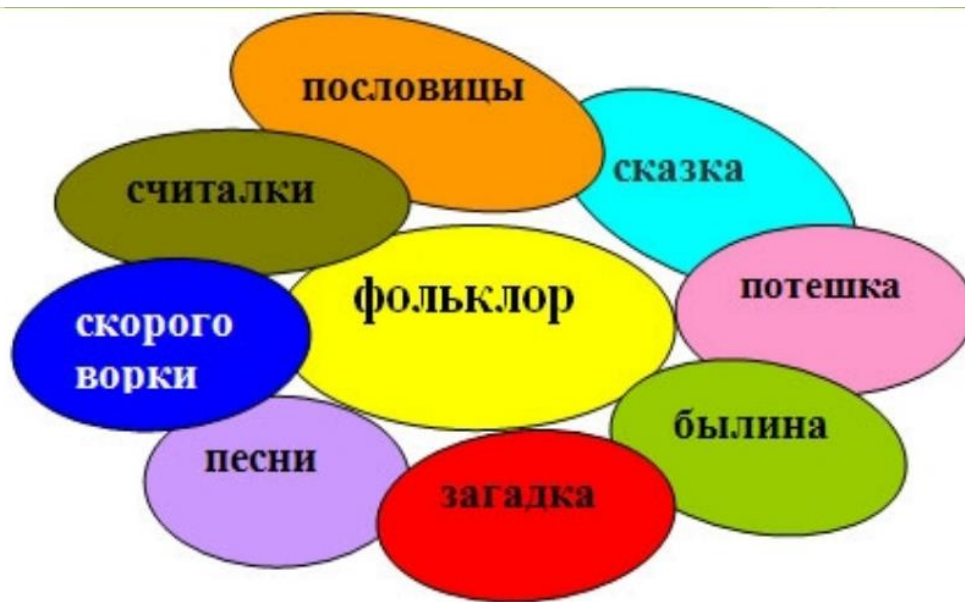 пословицы
сказка
считалки
потешка
фольклор
скорого
ворки
былина
песни
загадка